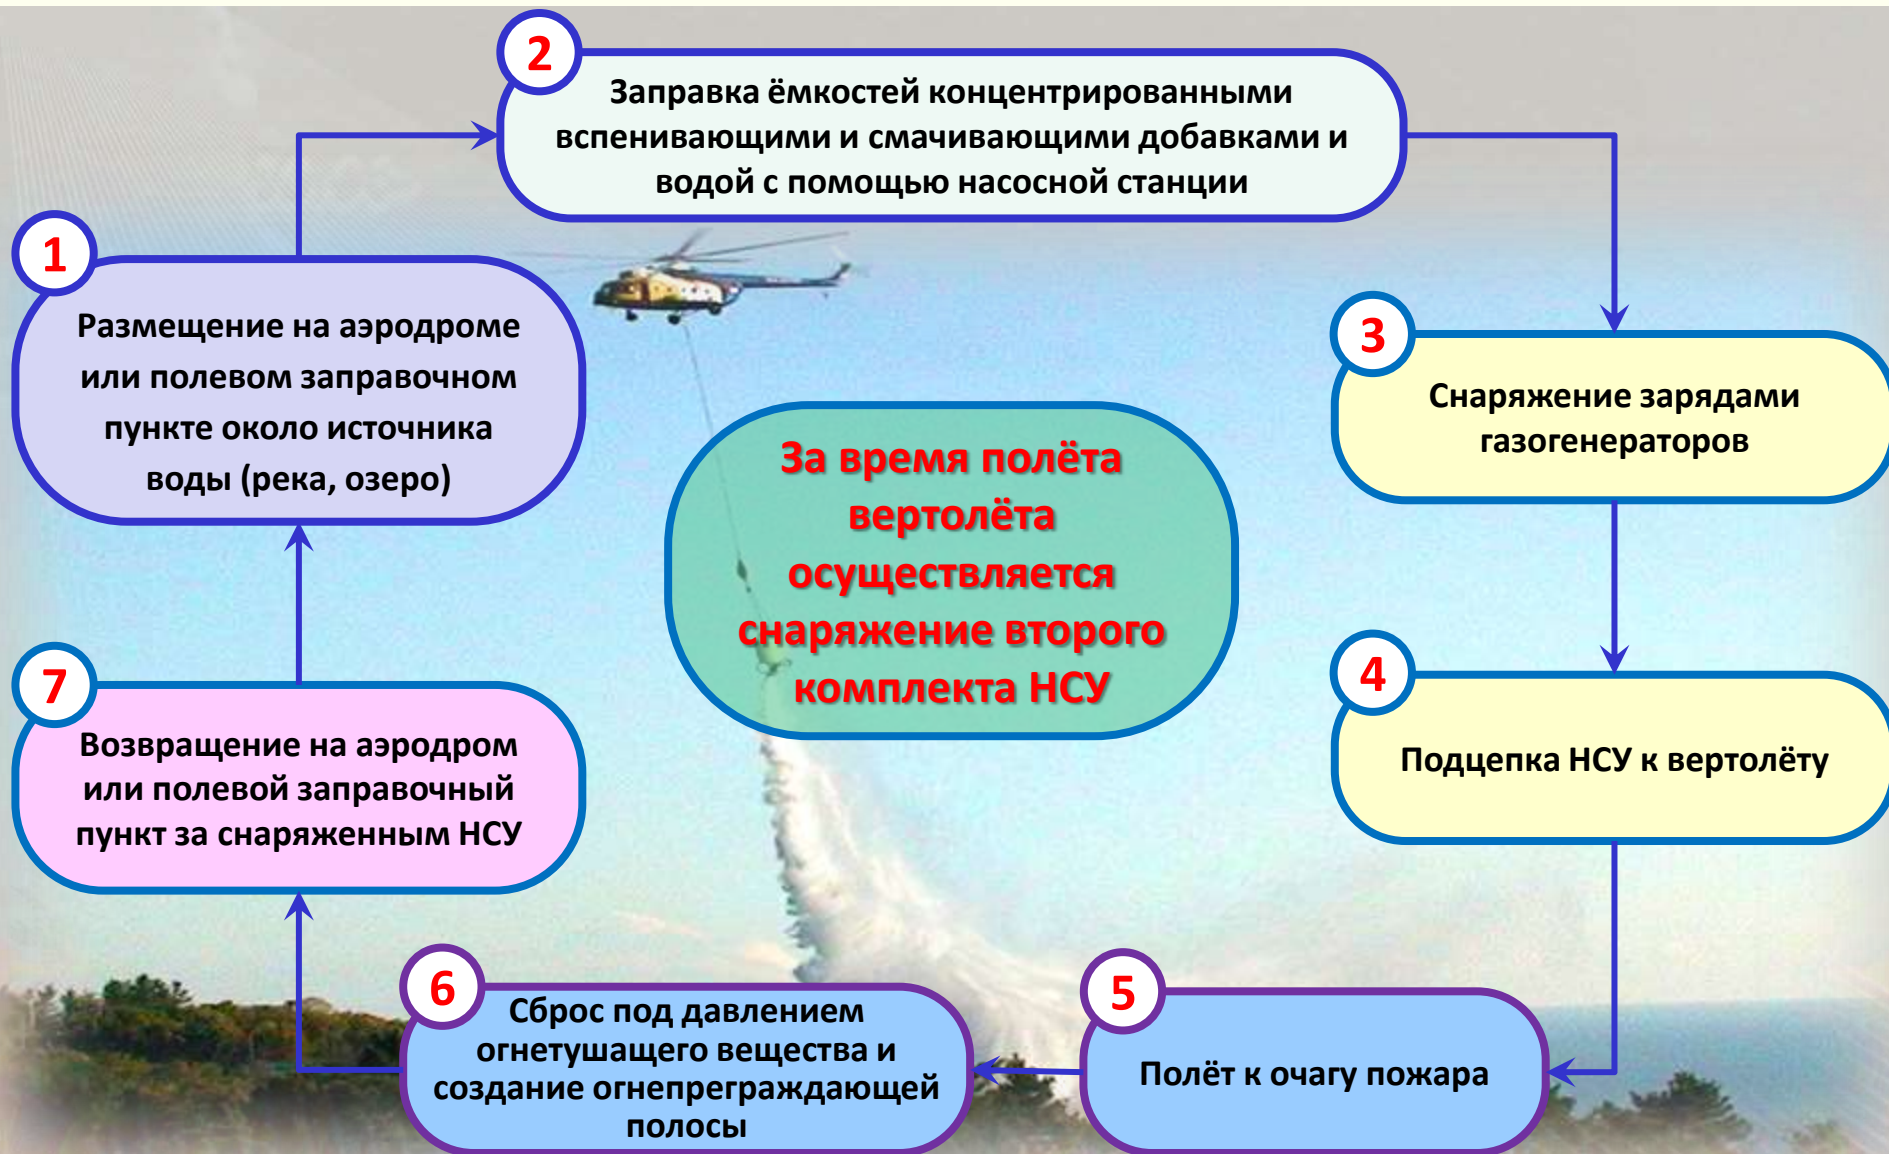 1
Размещение на аэродроме
или полевом заправочном
пункте около источника
воды (река, озеро)
2
Заправка ёмкостей концентрированными
вспенивающими и смачивающими добавками и
водой с помощью насосной станции
3
Снаряжение зарядами
газогенераторов
4
Подцепка НСУ к вертолёту
5
Полёт к очагу пожара
6
Сброс под давлением
огнетушащего вещества и
создание огнепреграждающей
полосы
7
Возвращение на аэродром
или полевой заправочный
пункт за снаряженным НСУ
За время полёта
вертолёта
осуществляется
снаряжение второго
комплекта НСУ